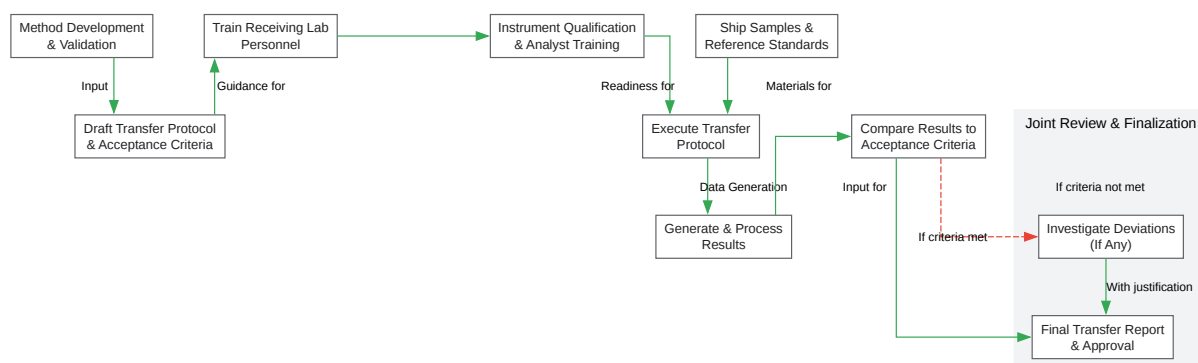 Method Development
& Validation
Train Receiving Lab
Personnel
Instrument Qualification
& Analyst Training
Ship Samples &
Reference Standards
Input
Guidance for
Readiness for
Materials for
Draft Transfer Protocol
& Acceptance Criteria
Execute Transfer
Protocol
Compare Results to
Acceptance Criteria
Joint Review & Finalization
Data Generation
Input for
If criteria not met
Generate & Process
Results
If criteria met
Investigate Deviations
(If Any)
With justification
Final Transfer Report
& Approval